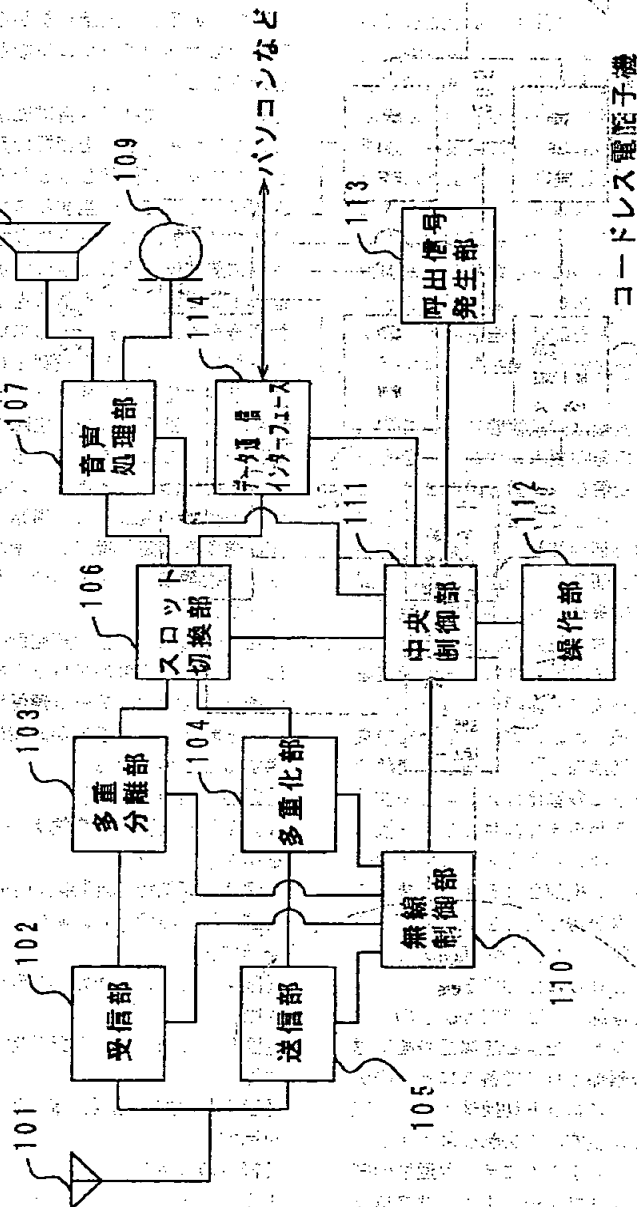 101
102
受信部
103
多重
分離部
106
スロット
切換部
107
音声
処理部
109
送信部
105
104
多重化部
114
データ通信
インターフェース
パソコンなど
無線
制御部
110
111
中央
制御部
113
呼出信号
発生部
操作部
112
コードレス電話子機